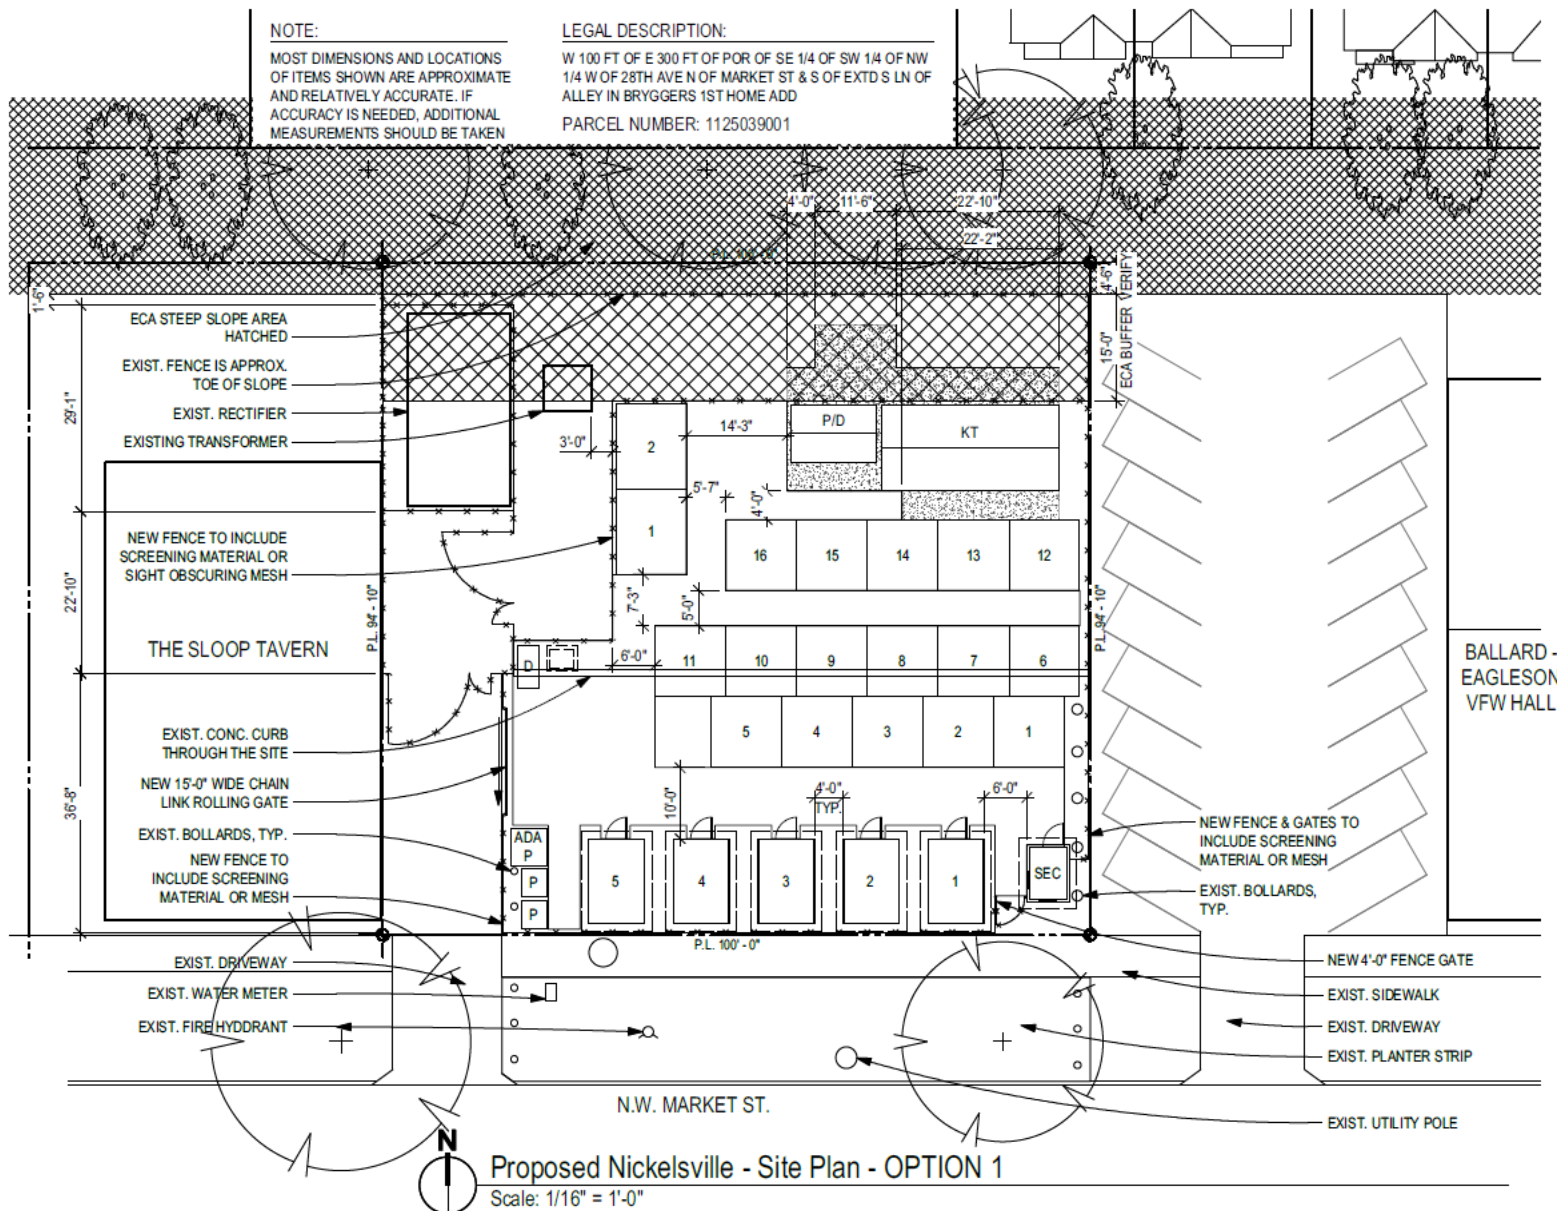 NOTE:
MOST DIMENSIONS AND LOCATIONS
OF ITEMS SHOWN ARE APPROXIMATE
AND RELATIVELY ACCURATE. IF
ACCURACY IS NEEDED, ADDITIONAL
MEASUREMENTS SHOULD BE TAKEN
LEGAL DESCRIPTION:
W 100 FT OF E 300 FT OF POR OF SE 1/4 OF SW 1/4 OF NW
1/4 W OF 28TH AVE N OF MARKET ST & S OF EXTD S LN OF
ALLEY IN BRYGGERS 1ST HOME ADD
PARCEL NUMBER: 1125039001
4'-0"
11'-6"
22'-10"
22'-2"
P.L. 100' - 0"
1'-6"
4'-6"
15'-0"
ECA BUFFER VERIFY
ECA STEEP SLOPE AREA
HATCHED
EXIST. FENCE IS APPROX.
TOE OF SLOPE
EXIST. RECTIFIER
EXISTING TRANSFORMER
29'-1"
3'-0"
2
14'-3"
P/D
KT
5'-7"
4'-0"
1
16
15
14
13
12
NEW FENCE TO INCLUDE
SCREENING MATERIAL OR
SIGHT OBSCURING MESH
22'-10"
P.L. 94' - 10"
7'-3"
5'-0"
P.L. 94' - 10"
THE SLOOP TAVERN
D
6'-0"
11
10
9
8
7
6
BALLARD -
EAGLESON
VFW HALL
5
4
3
2
1
EXIST. CONC. CURB
THROUGH THE SITE
NEW 15'-0" WIDE CHAIN
LINK ROLLING GATE
36'-8"
10'-0"
4'-0"
TYP.
6'-0"
EXIST. BOLLARDS, TYP.
NEW FENCE TO
INCLUDE SCREENING
MATERIAL OR MESH
ADA
P
P
P
5
4
3
2
1
SEC
NEW FENCE & GATES TO
INCLUDE SCREENING
MATERIAL OR MESH
EXIST. BOLLARDS,
TYP.
P.L. 100' - 0"
EXIST. DRIVEWAY
EXIST. WATER METER
EXIST. FIRE HYDDRANT
NEW 4'-0" FENCE GATE
EXIST. SIDEWALK
EXIST. DRIVEWAY
EXIST. PLANTER STRIP
EXIST. UTILITY POLE
N.W. MARKET ST.
N
Proposed Nickelsville - Site Plan - OPTION 1
Scale: 1/16" = 1'-0"